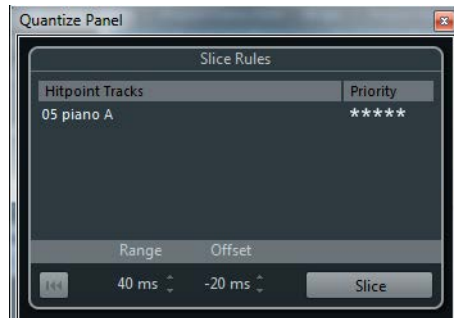 Quantize Panel
Slice Rules
Hitpoint Tracks Priority
05 piano A *****
Range Offset
40 ms -20 ms Slice